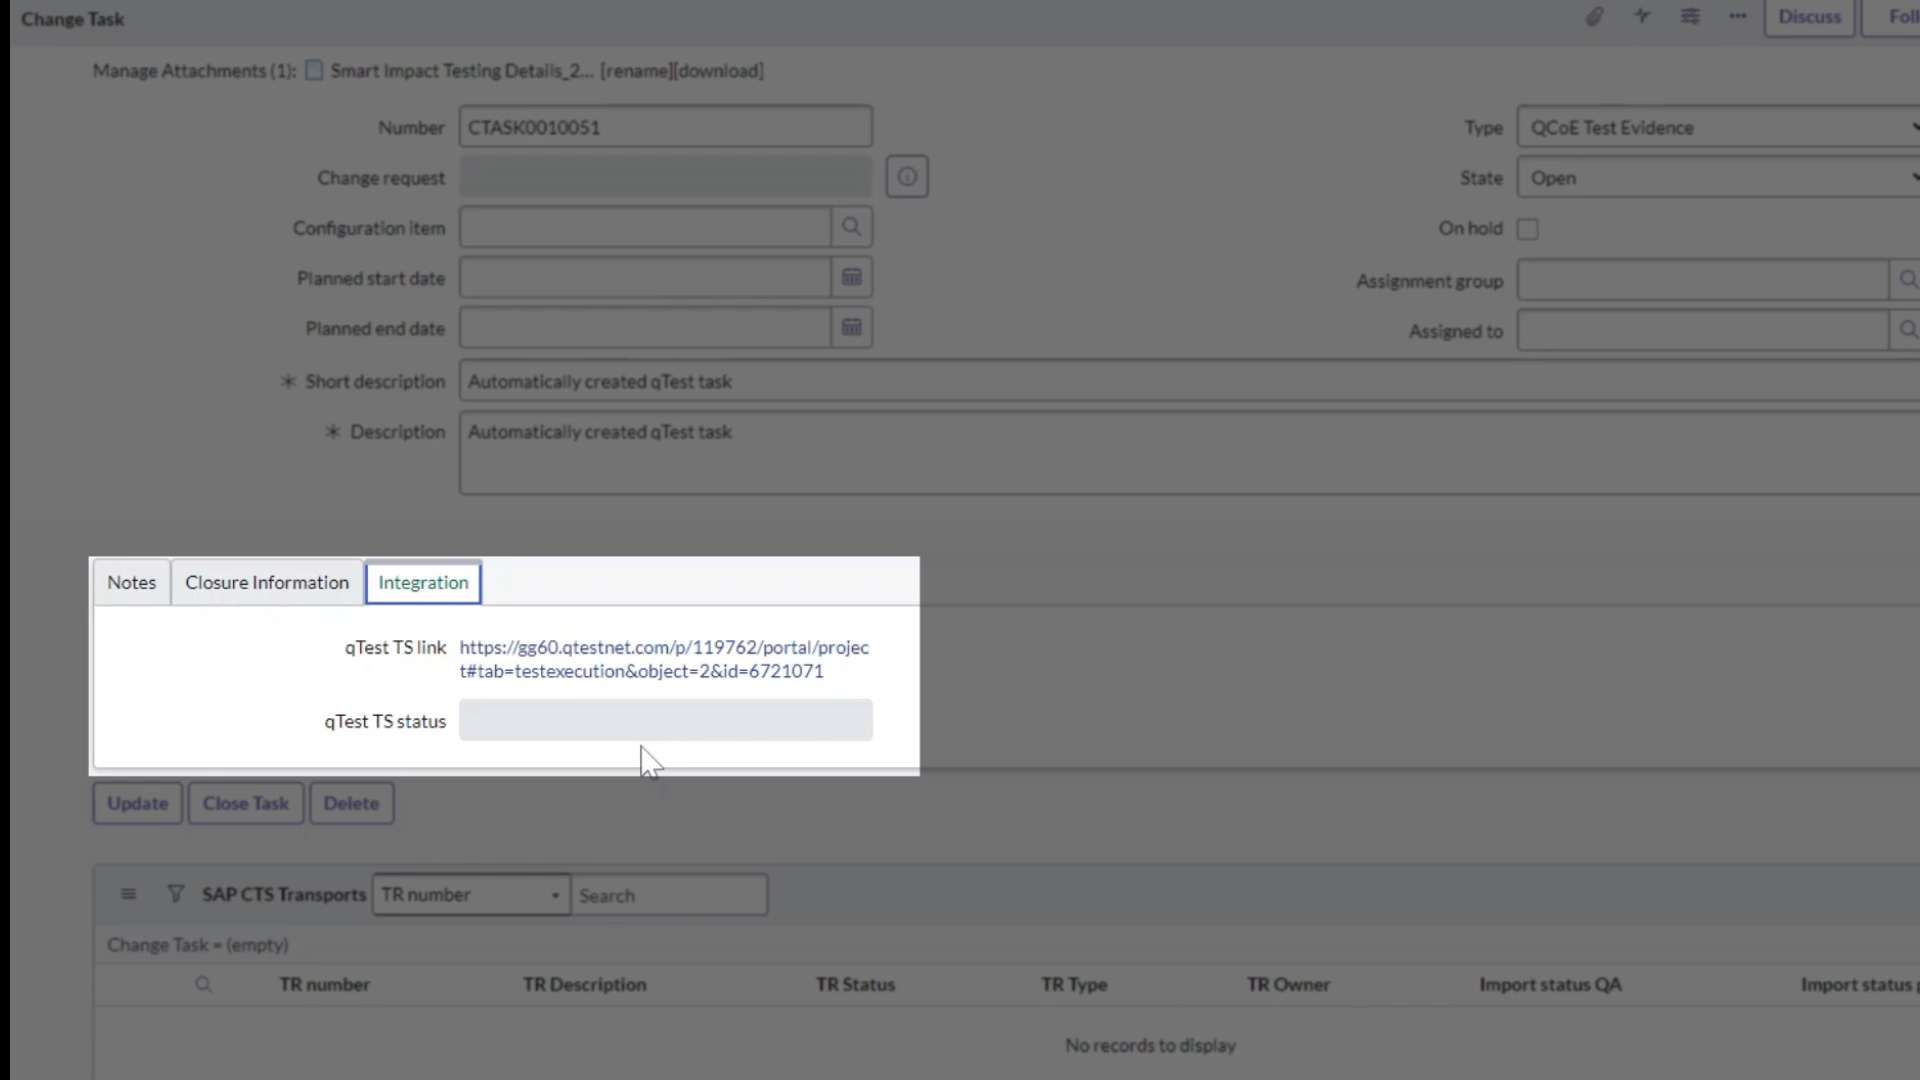 Change Task
Discuss
Manage Attachments (1): Smart Impact Testing Details_2... [rename][download]
Number CTASK0010051
Type QCoE Test Evidence
Change request
State Open
Configuration item
On hold
Planned start date
Assignment group
Planned end date
Assigned to
* Short description Automatically created qTest task
* Description Automatically created qTest task
Notes Closure Information Integration
qTest TS link https://gg60.qtestnet.com/p/119762/portal/projec
t#tab=testexecution&object=2&id=6721071
qTest TS status
Update Close Task Delete
SAP CTS Transports TR number Search
Change Task = (empty)
TR number TR Description TR Status TR Type TR Owner Import status QA Import status
No records to display